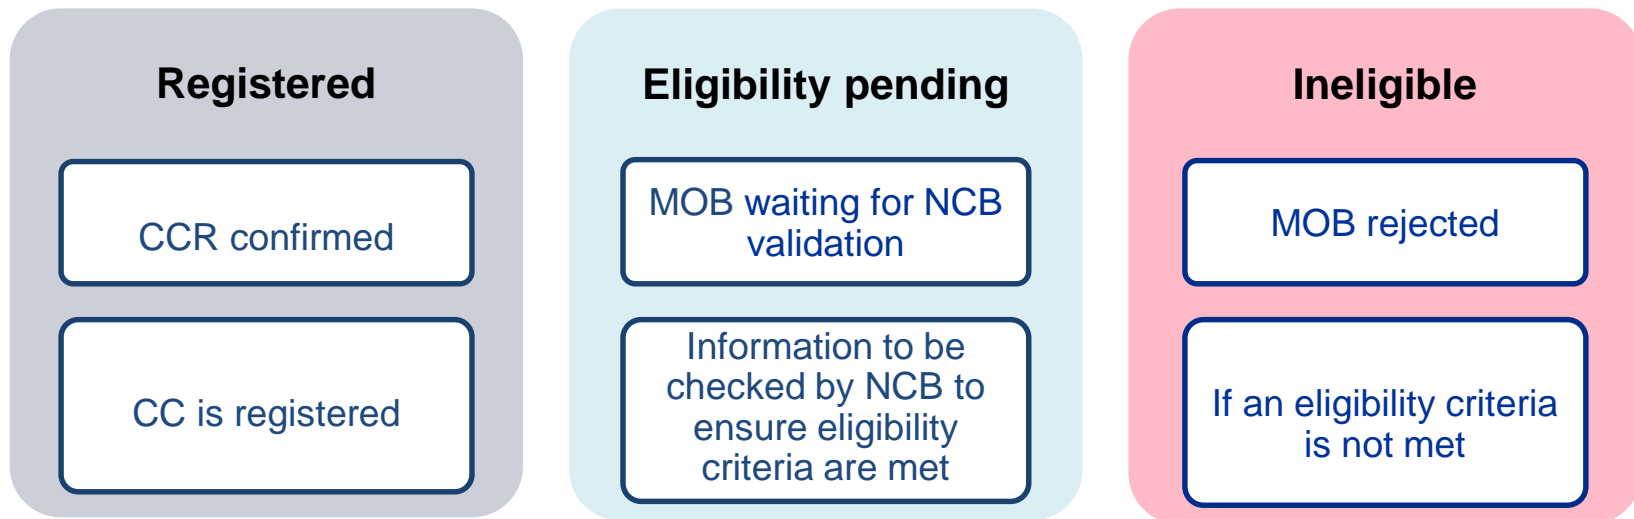 Registered
CCR confirmed
CC is registered
Eligibility pending
MOB waiting for NCB
validation
Information to be
checked by NCB to
ensure eligibility
criteria are met
Ineligible
MOB rejected
If an eligibility criteria
is not met